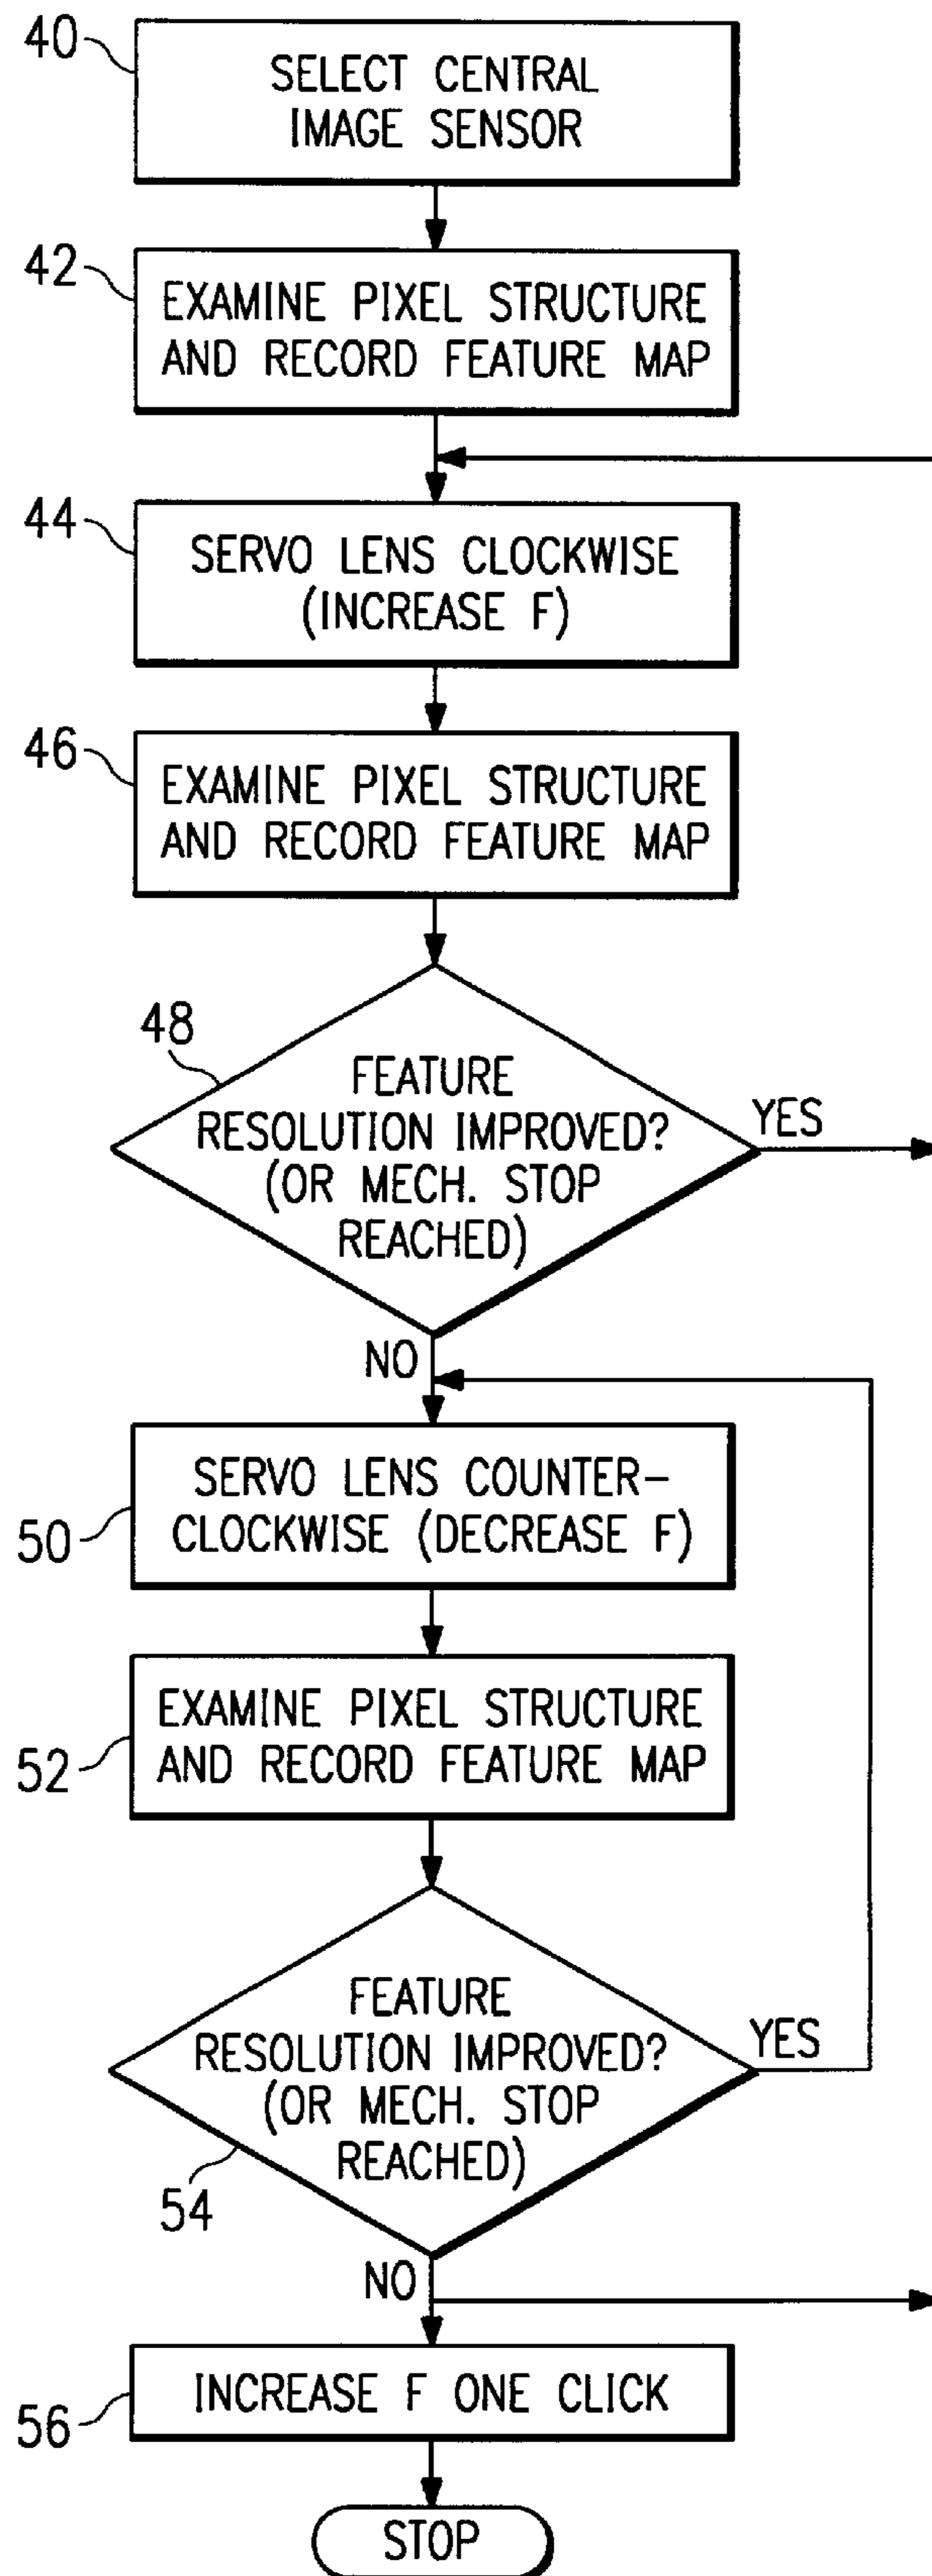 40
SELECT CENTRAL
IMAGE SENSOR
42
EXAMINE PIXEL STRUCTURE
AND RECORD FEATURE MAP
44
SERVO LENS CLOCKWISE
(INCREASE F)
46
EXAMINE PIXEL STRUCTURE
AND RECORD FEATURE MAP
48
FEATURE
RESOLUTION IMPROVED?
(OR MECH. STOP
REACHED)
YES
NO
SERVO LENS COUNTER-
CLOCKWISE (DECREASE F)
50
EXAMINE PIXEL STRUCTURE
AND RECORD FEATURE MAP
52
FEATURE
RESOLUTION IMPROVED?
(OR MECH. STOP
REACHED)
YES
54
NO
INCREASE F ONE CLICK
56
STOP